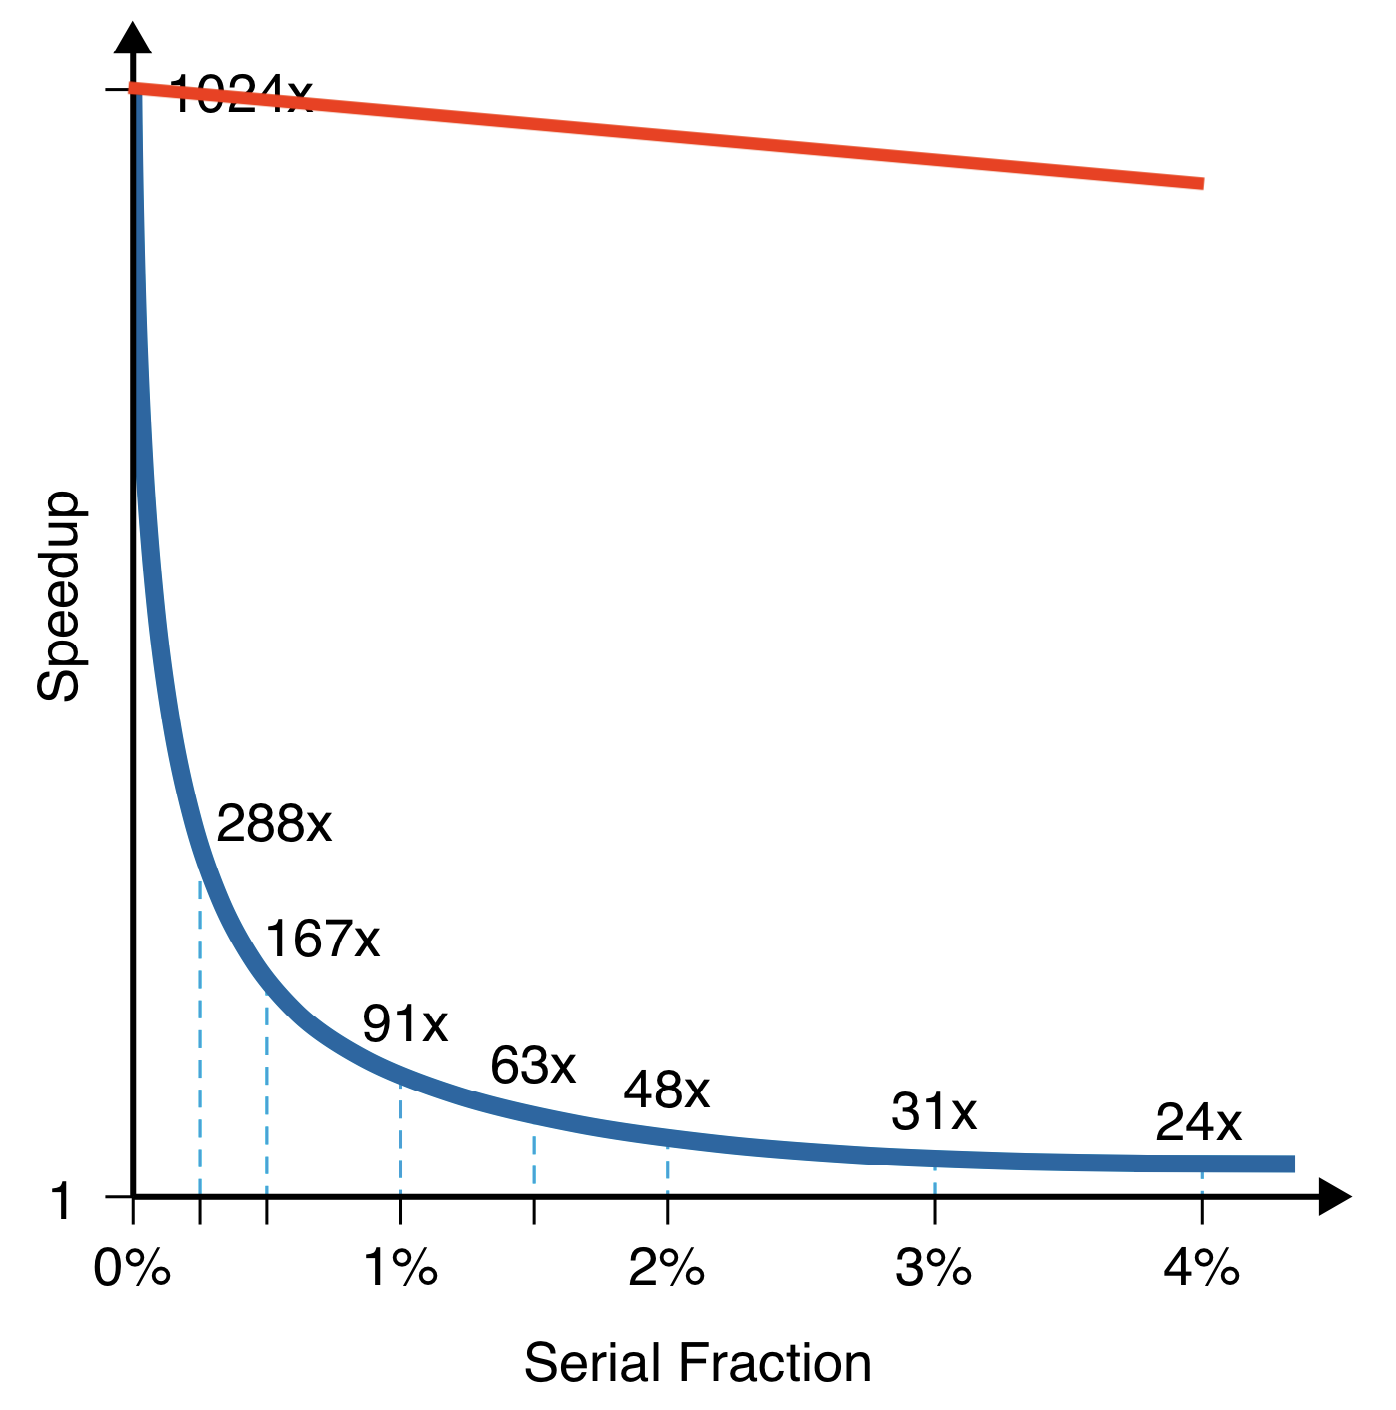 1024x
Speedup
288x
167x
91x
63x
48x
31x
24x
1
0% 1% 2% 3% 4%
Serial Fraction